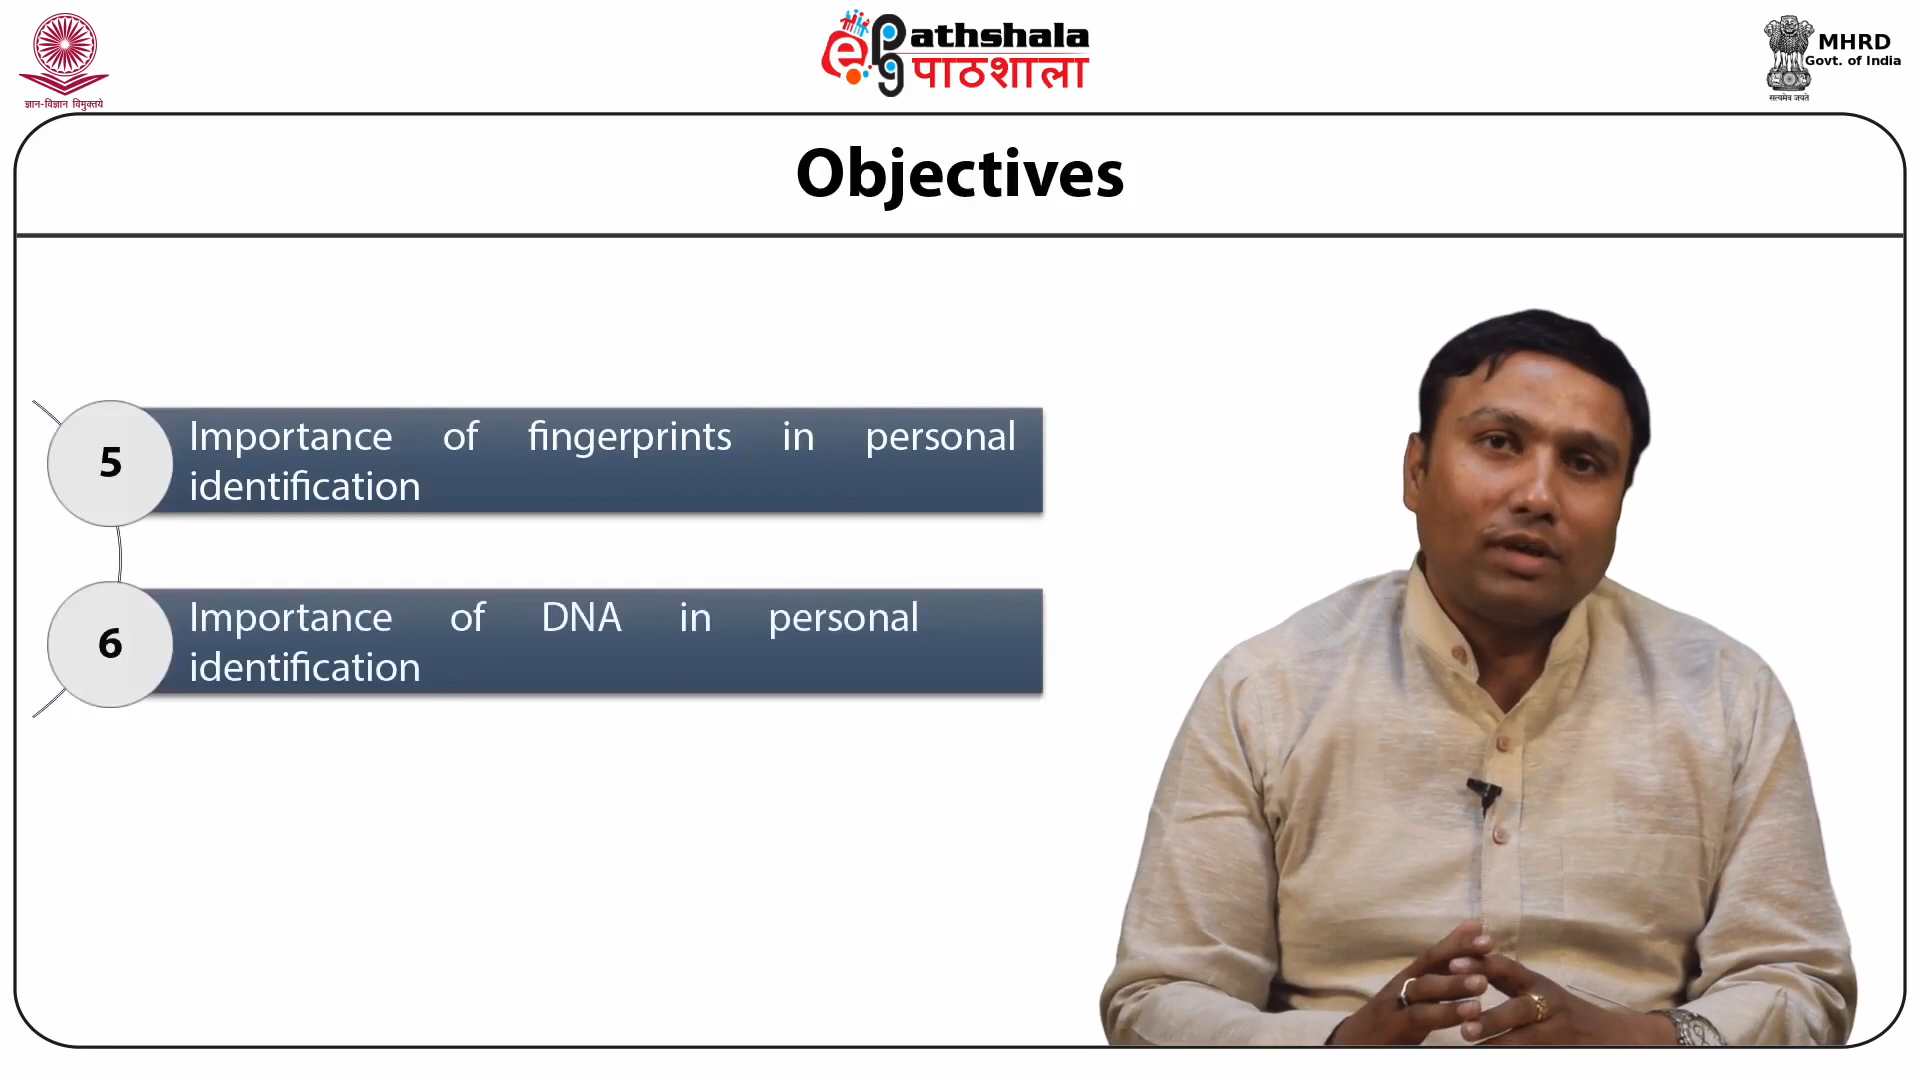 ज्ञान-विज्ञान विमुक्तये
ePGathshala
पाठशाला
MHRD
Govt. of India
सत्यमेव जयते
Objectives
5
Importance of fingerprints in personal
identification
6
Importance of DNA in personal
identification